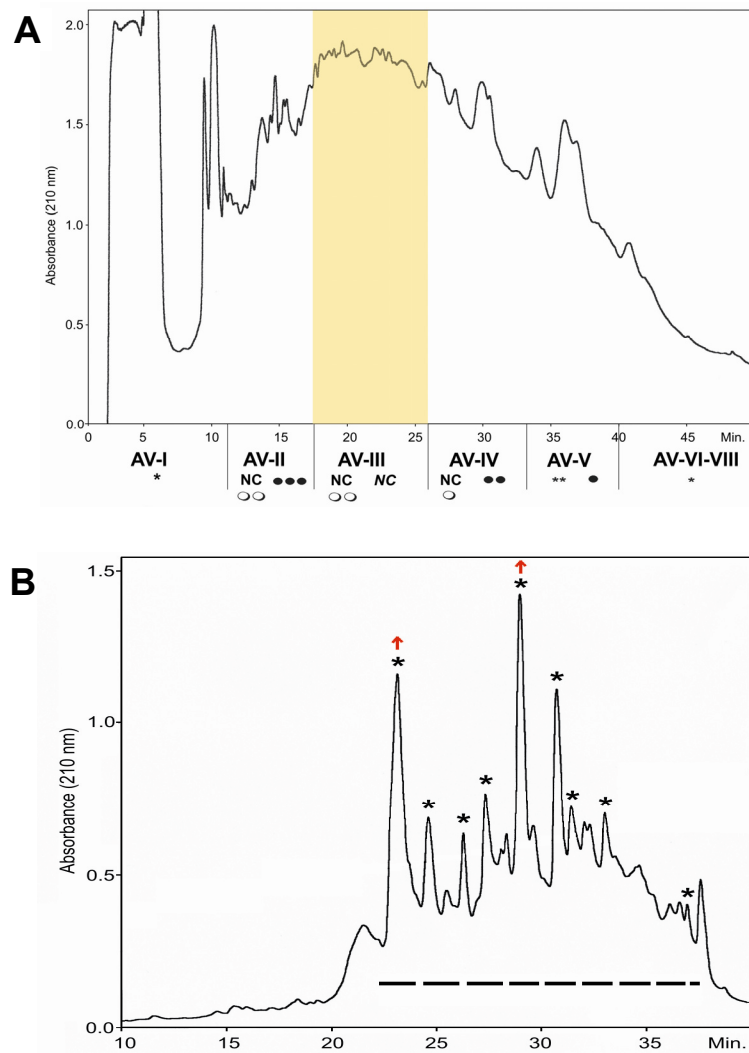 A
2.0
1.5
1.0
0.5
0.0
Absorbance (210 nm)
0 5 10 15 20 25 30 35 40 45 Min.
AV-I AV-II AV-III AV-IV AV-V AV-VI-VIII
* NC ●●● NC NC NC ●● ** ● *
○○ ○○ ○
B
1.5
1.0
0.5
0.0
Absorbance (210 nm)
* * * * * * * * *
10 15 20 25 30 35 Min.